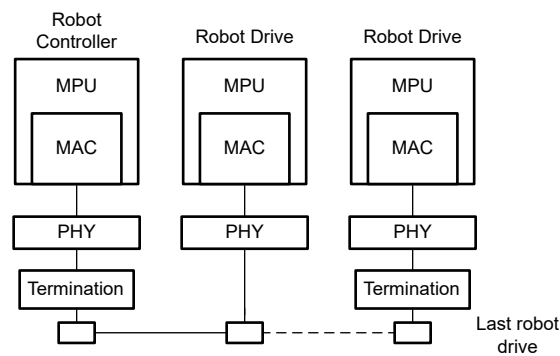 Robot
Controller
Robot Drive
Robot Drive
MPU
MPU
MPU
MAC
MAC
MAC
PHY
PHY
PHY
Termination
Termination
Last robot
drive